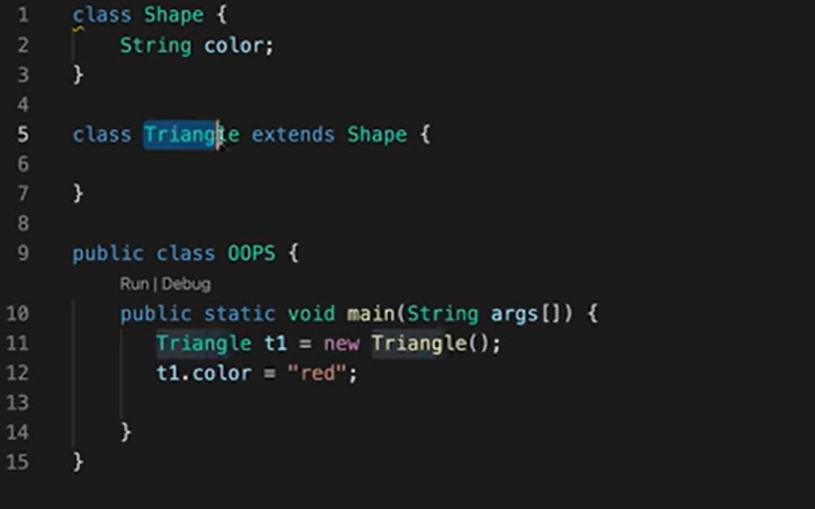 1 class Shape {
2 String color;
3 }
4
5 class Triangle extends Shape {
6
7 }
8
9 public class OOPS {
Run | Debug
10 public static void main(String args[]) {
11 Triangle t1 = new Triangle();
12 t1.color = "red";
13
14 }
15 }